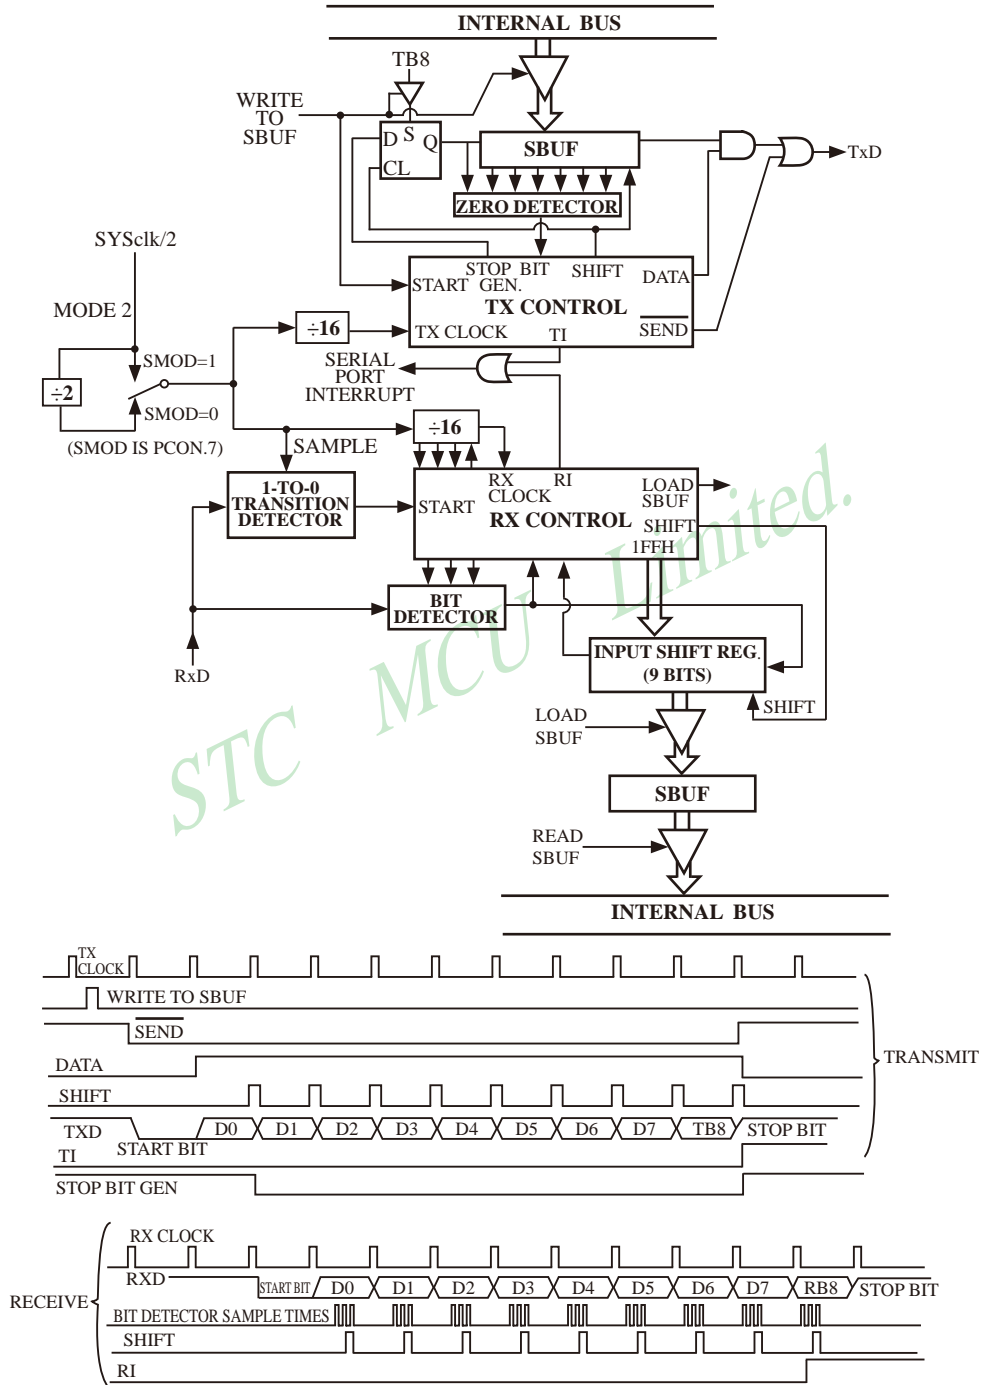 INTERNAL BUS
TB8
WRITE
TO
SBUF
D
S
Q
CL
SBUF
TxD
ZERO DETECTOR
SYSclk/2
STOP BIT
GEN.
SHIFT
DATA
START
TX CONTROL
MODE 2
÷16
TX CLOCK
TI
SEND
SMOD=1
SERIAL
PORT
INTERRUPT
÷2
SMOD=0
(SMOD IS PCON.7)
SAMPLE
÷16
1-TO-0
TRANSITION
DETECTOR
START
RX
CLOCK
RI
LOAD
SBUF
RX CONTROL
SHIFT
1FFH
BIT
DETECTOR
RxD
INPUT SHIFT REG.
(9 BITS)
SHIFT
LOAD
SBUF
SBUF
READ
SBUF
INTERNAL BUS
STC MCU Limited.
TX
CLOCK
WRITE TO SBUF
SEND
DATA
TRANSMIT
SHIFT
TXD
START BIT
D0 D1 D2 D3 D4 D5 D6 D7 TB8
STOP BIT
TI
STOP BIT GEN
RX CLOCK
RXD
START BIT
D0 D1 D2 D3 D4 D5 D6 D7 RB8
STOP BIT
RECEIVE
BIT DETECTOR SAMPLE TIMES
SHIFT
RI